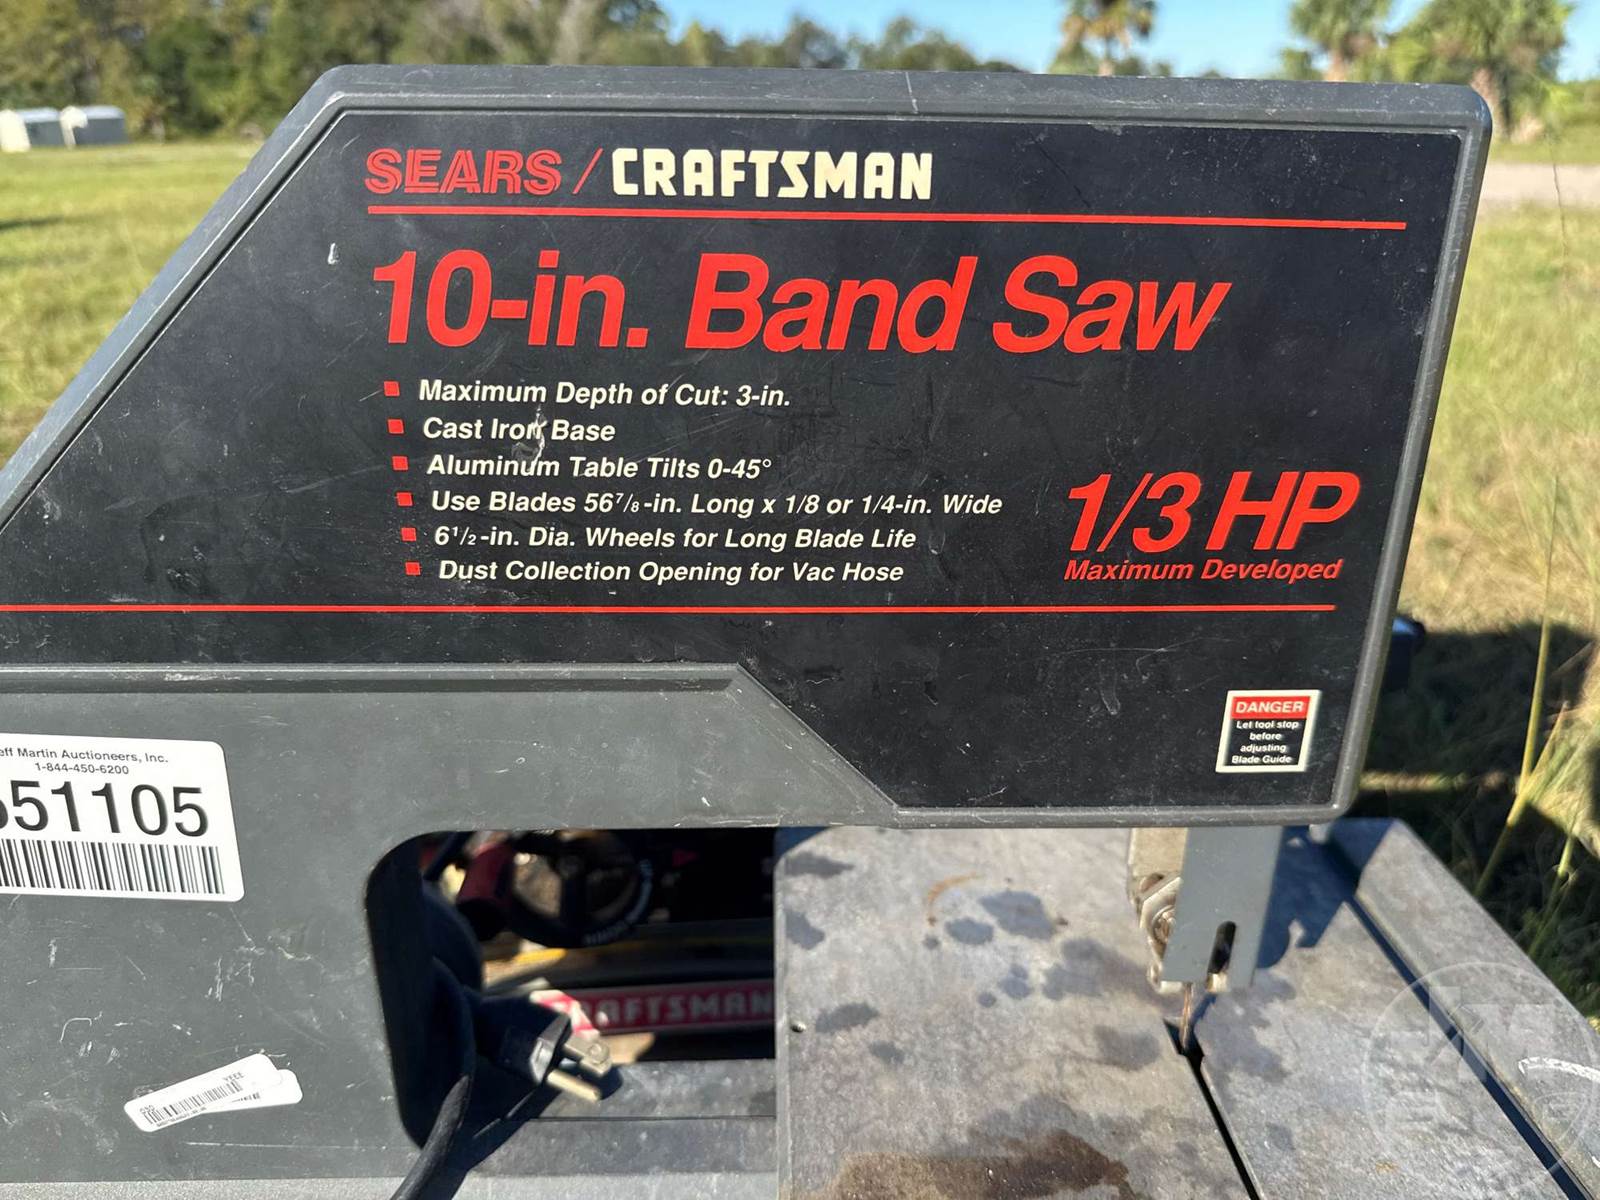 SEARS / CRAFTSMAN
10-in. Band Saw
Maximum Depth of Cut: 3-in.
Cast Iron Base
Aluminum Table Tilts 0-45°
Use Blades 56⁷/₈-in. Long x 1/8 or 1/4-in. Wide
6¹/₂-in. Dia. Wheels for Long Blade Life
Dust Collection Opening for Vac Hose
1/3 HP
Maximum Developed
DANGER
Let tool stop
before
adjusting
Blade Guide
eff Martin Auctioneers, Inc.
1-844-450-6200
51105
CRAFTSMAN